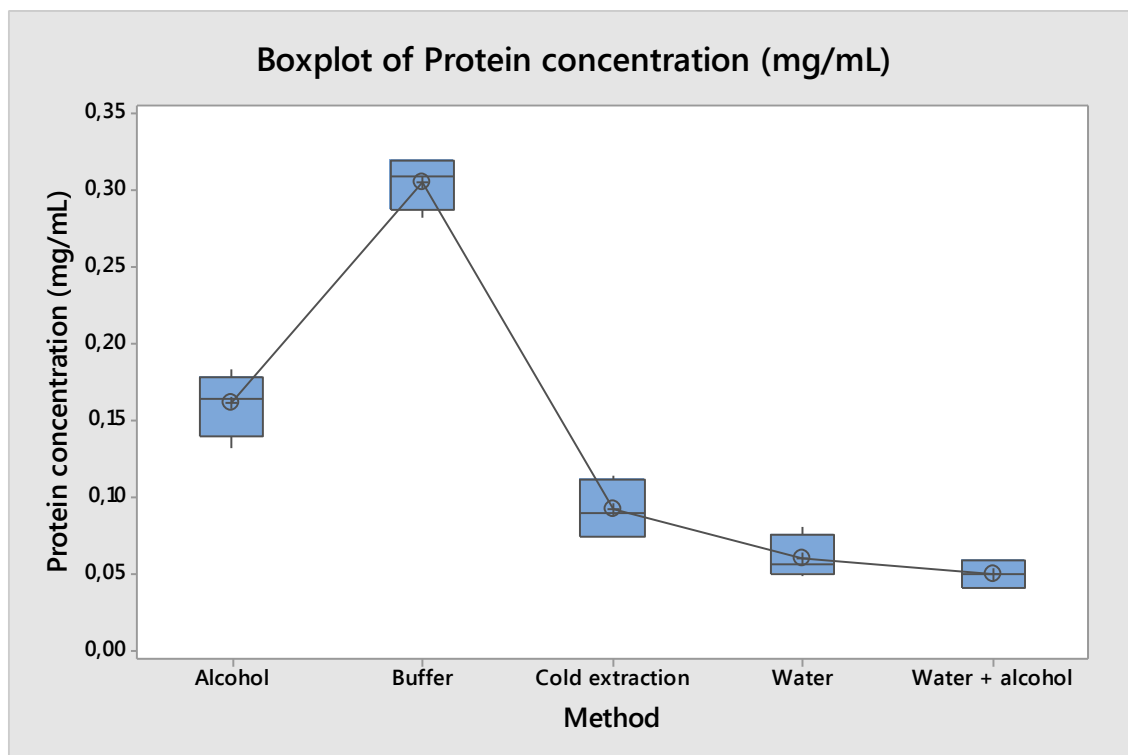 Boxplot of Protein concentration (mg/mL)
Protein concentration (mg/mL)
0,35
0,30
0,25
0,20
0,15
0,10
0,05
0,00
Alcohol
Buffer
Cold extraction
Water
Water + alcohol
Method